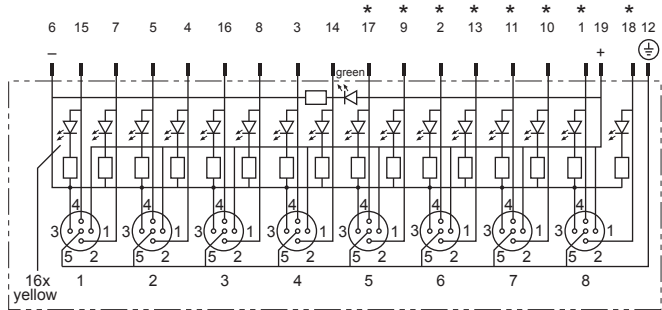 * * * * * * * *
6 15 7 5 4 16 8 3 14 17 9 2 13 11 10 1 19 18 12
– +
green
4 4 4 4 4 4 4 4
3 1 3 1 3 1 3 1 3 1 3 1 3 1 3 1
5 2 5 2 5 2 5 2 5 2 5 2 5 2 5 2
16x 1 2 3 4 5 6 7 8
yellow